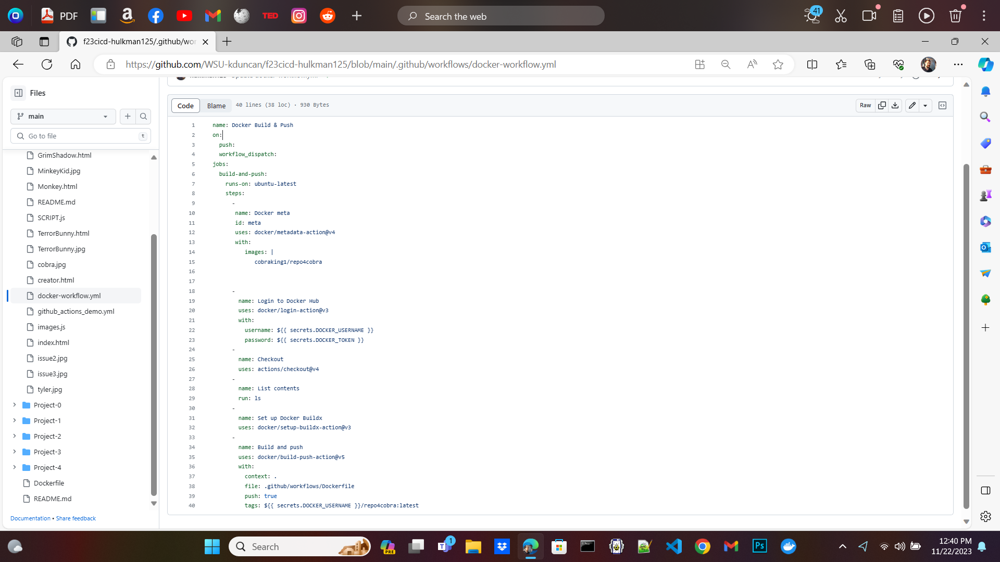 PDF
TED
Search the web
41
f23cicd-hulkman125/.github/wor
https://github.com/WSU-kduncan/f23cicd-hulkman125/blob/main/.github/workflows/docker-workflow.yml
Files
main
Go to file
t
GrimShadow.html
MinkeyKid.jpg
Monkey.html
README.md
SCRIPT.js
TerrorBunny.html
TerrorBunny.jpg
cobra.jpg
creator.html
docker-workflow.yml
github_actions_demo.yml
images.js
index.html
issue2.jpg
issue3.jpg
tyler.jpg
Project-0
Project-1
Project-2
Project-3
Project-4
Dockerfile
README.md
Documentation • Share feedback
Code
Blame
40 lines (38 loc) · 930 Bytes
Raw
1 name: Docker Build & Push
2 on:
3 push:
4 workflow_dispatch:
5 jobs:
6 build-and-push:
7 runs-on: ubuntu-latest
8 steps:
9 -
10 name: Docker meta
11 id: meta
12 uses: docker/metadata-action@v4
13 with:
14 images: |
15 cobraking1/repo4cobra
16
17
18 -
19 name: Login to Docker Hub
20 uses: docker/login-action@v3
21 with:
22 username: ${{ secrets.DOCKER_USERNAME }}
23 password: ${{ secrets.DOCKER_TOKEN }}
24 -
25 name: Checkout
26 uses: actions/checkout@v4
27 -
28 name: List contents
29 run: ls
30 -
31 name: Set up Docker Buildx
32 uses: docker/setup-buildx-action@v3
33 -
34 name: Build and push
35 uses: docker/build-push-action@v5
36 with:
37 context: .
38 file: .github/workflows/Dockerfile
39 push: true
40 tags: ${{ secrets.DOCKER_USERNAME }}/repo4cobra:latest
Search
PRE
1
Ps
12:40 PM
11/22/2023